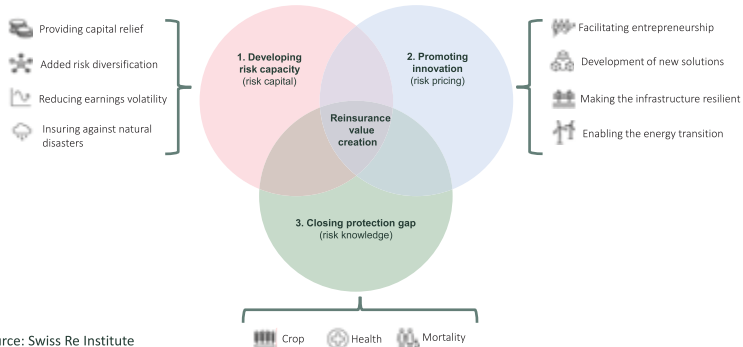 Providing capital relief
Added risk diversification
Reducing earnings volatility
Insuring against natural
disasters
1. Developing
risk capacity
(risk capital)
2. Promoting
innovation
(risk pricing)
Reinsurance
value
creation
3. Closing protection gap
(risk knowledge)
Facilitating entrepreneurship
Development of new solutions
Making the infrastructure resilient
Enabling the energy transition
Crop
Health
Mortality
urce: Swiss Re Institute